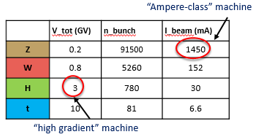 “Ampere-class” machine
V_tot (GV) n_bunch I_beam (mA)
Z 0.2 91500 1450
W 0.8 5260 152
H 3 780 30
t 10 81 6.6
“high gradient” machine